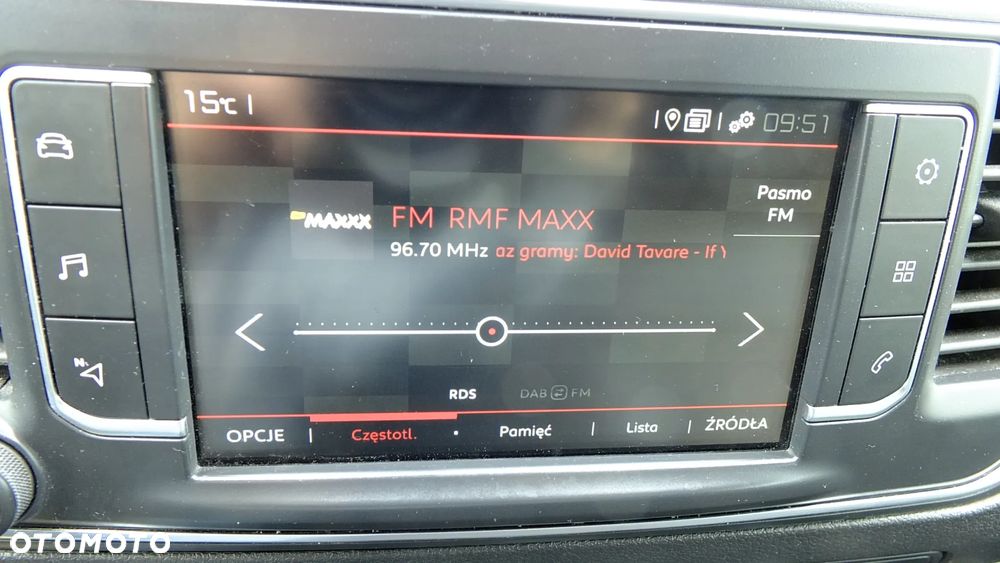 15°C
09:51
MAXXX
FM RMF MAXX
96.70 MHz az gramy: David Tavare - If Y
Pasmo
FM
RDS
DAB FM
OPCJE
Częstotl.
Pamięć
Lista
ŹRÓDŁA
N
OTOMOTO